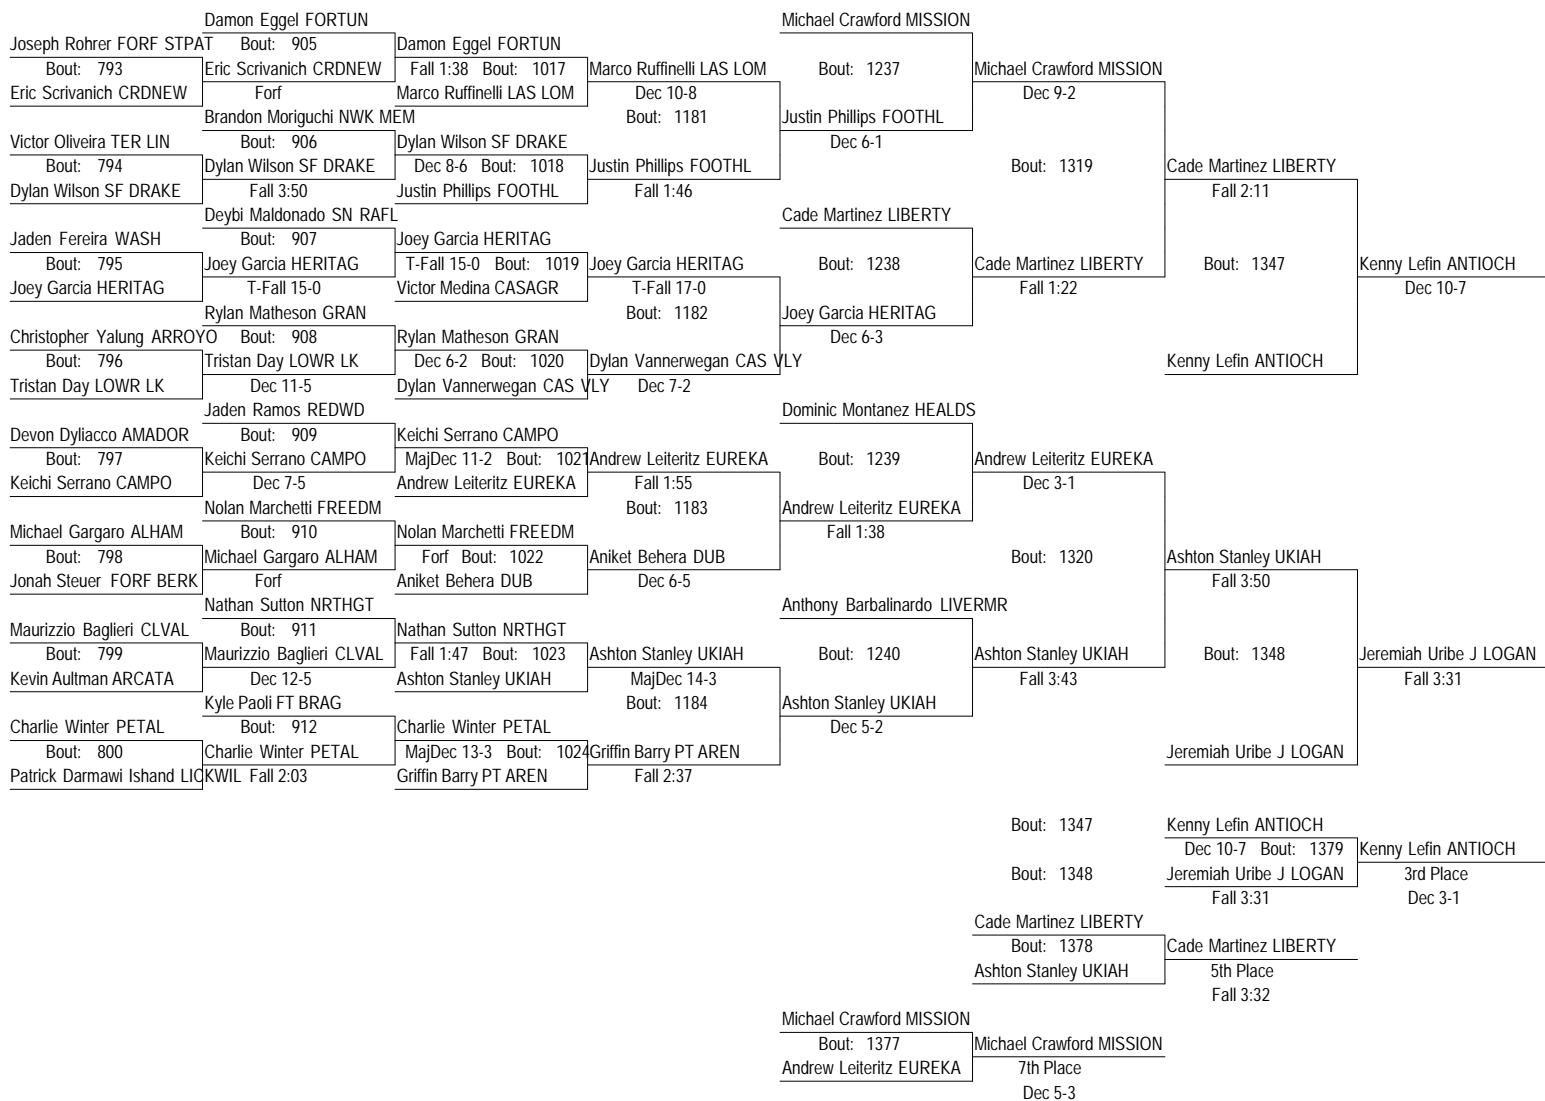 Damon Eggel FORTUN Michael Crawford MISSION
Joseph Rohrer FORF STPAT Bout: 905 Damon Eggel FORTUN
Bout: 793 Eric Scrivanich CRDNEW Fall 1:38 Bout: 1017 Marco Ruffinelli LAS LOM Bout: 1237 Michael Crawford MISSION
Eric Scrivanich CRDNEW Forf Marco Ruffinelli LAS LOM Dec 10-8 Dec 9-2
Brandon Moriguchi NWK MEM Bout: 1181 Justin Phillips FOOTHL
Victor Oliveira TER LIN Bout: 906 Dylan Wilson SF DRAKE Dec 6-1
Bout: 794 Dylan Wilson SF DRAKE Dec 8-6 Bout: 1018 Justin Phillips FOOTHL Bout: 1319 Cade Martinez LIBERTY
Dylan Wilson SF DRAKE Fall 3:50 Justin Phillips FOOTHL Fall 1:46 Fall 2:11
Deybi Maldonado SN RAFL Cade Martinez LIBERTY
Jaden Fereira WASH Bout: 907 Joey Garcia HERITAG
Bout: 795 Joey Garcia HERITAG T-Fall 15-0 Bout: 1019 Joey Garcia HERITAG Bout: 1238 Cade Martinez LIBERTY Bout: 1347 Kenny Lefin ANTIOCH
Joey Garcia HERITAG T-Fall 15-0 Victor Medina CASAGR T-Fall 17-0 Fall 1:22 Dec 10-7
Rylan Matheson GRAN Bout: 1182 Joey Garcia HERITAG
Christopher Yalung ARROYO Bout: 908 Rylan Matheson GRAN Dec 6-3
Bout: 796 Tristan Day LOWR LK Dec 6-2 Bout: 1020 Dylan Vannerwegan CAS VLY Kenny Lefin ANTIOCH
Tristan Day LOWR LK Dec 11-5 Dylan Vannerwegan CAS VLY Dec 7-2
Jaden Ramos REDWD Dominic Montanez HEALDS
Devon Dyliacco AMADOR Bout: 909 Keichi Serrano CAMPO
Bout: 797 Keichi Serrano CAMPO MajDec 11-2 Bout: 1021 Andrew Leiteritz EUREKA Bout: 1239 Andrew Leiteritz EUREKA
Keichi Serrano CAMPO Dec 7-5 Andrew Leiteritz EUREKA Fall 1:55 Dec 3-1
Nolan Marchetti FREEDM Bout: 1183 Andrew Leiteritz EUREKA
Michael Gargaro ALHAM Bout: 910 Nolan Marchetti FREEDM Fall 1:38
Bout: 798 Michael Gargaro ALHAM Forf Bout: 1022 Aniket Behera DUB Bout: 1320 Ashton Stanley UKIAH
Jonah Steuer FORF BERK Forf Aniket Behera DUB Dec 6-5 Fall 3:50
Nathan Sutton NRTHGT Anthony Barbalinardo LIVERMR
Maurizzio Baglieri CLVAL Bout: 911 Nathan Sutton NRTHGT
Bout: 799 Maurizzio Baglieri CLVAL Fall 1:47 Bout: 1023 Ashton Stanley UKIAH Bout: 1240 Ashton Stanley UKIAH Bout: 1348 Jeremiah Uribe J LOGAN
Kevin Aultman ARCATA Dec 12-5 Ashton Stanley UKIAH MajDec 14-3 Fall 3:43 Fall 3:31
Kyle Paoli FT BRAG Bout: 1184 Ashton Stanley UKIAH
Charlie Winter PETAL Bout: 912 Charlie Winter PETAL Dec 5-2
Bout: 800 Charlie Winter PETAL MajDec 13-3 Bout: 1024 Griffin Barry PT AREN Jeremiah Uribe J LOGAN
Patrick Darmawi Ishand LICKWIL Fall 2:03 Griffin Barry PT AREN Fall 2:37
Bout: 1347 Kenny Lefin ANTIOCH
Dec 10-7 Bout: 1379 Kenny Lefin ANTIOCH
Bout: 1348 Jeremiah Uribe J LOGAN 3rd Place
Fall 3:31 Dec 3-1
Cade Martinez LIBERTY
Bout: 1378 Cade Martinez LIBERTY
Ashton Stanley UKIAH 5th Place
Fall 3:32
Michael Crawford MISSION
Bout: 1377 Michael Crawford MISSION
Andrew Leiteritz EUREKA 7th Place
Dec 5-3